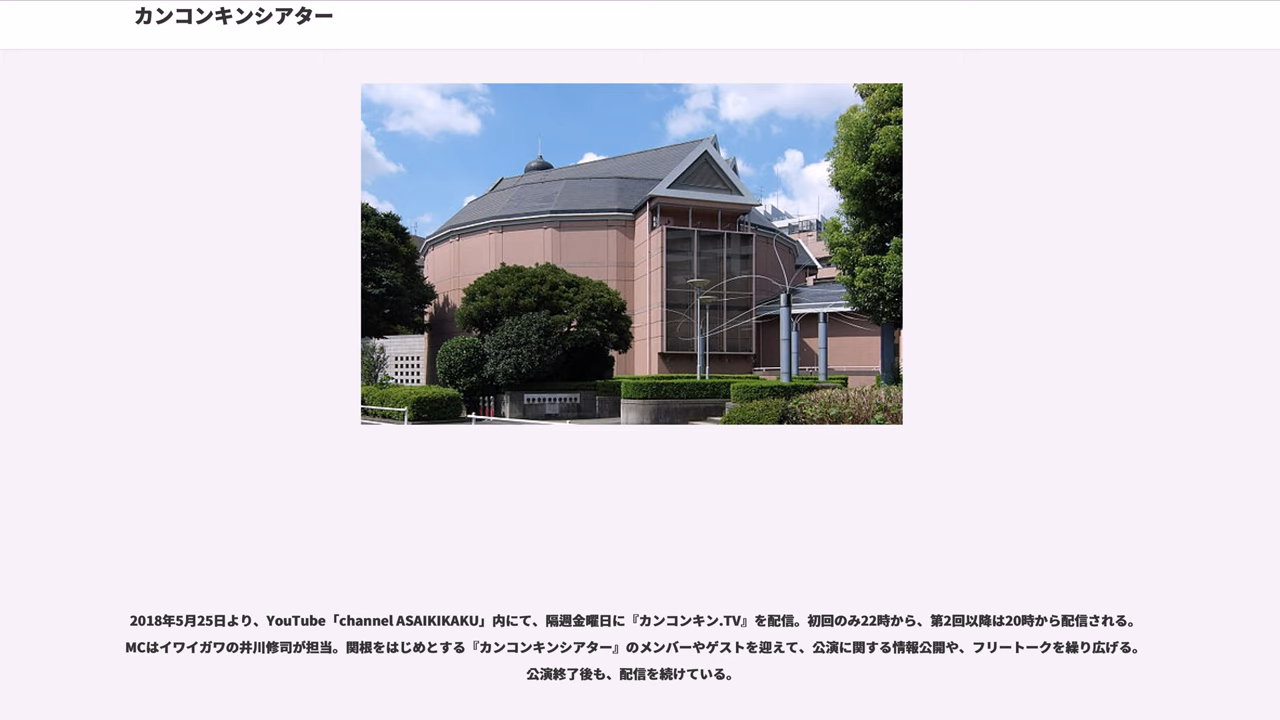 カンコンキンシアター
2018年5月25日より、YouTube「channel ASAIKIKAKU」内にて、隔週金曜日に『カンコンキン.TV』を配信。初回のみ22時から、第2回以降は20時から配信される。
MCはイワイガワの井川修司が担当。関根をはじめとする『カンコンキンシアター』のメンバーやゲストを迎えて、公演に関する情報公開や、フリートークを繰り広げる。
公演終了後も、配信を続けている。